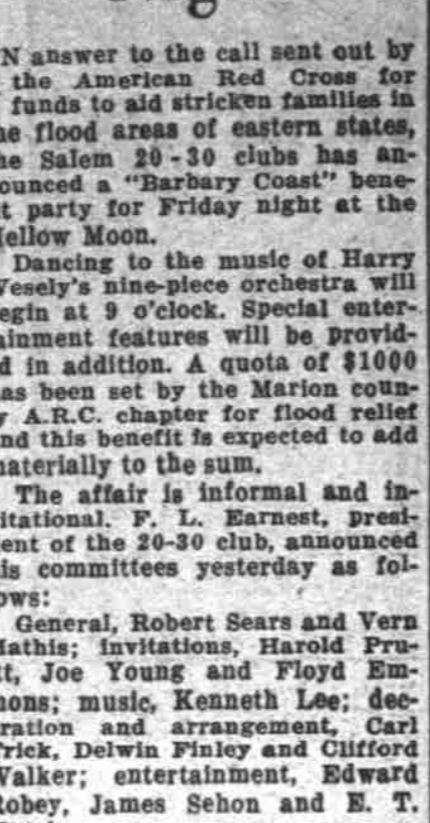 N answer to the call sent out by
the American Red Cross for
funds to aid stricken families in
he flood areas of eastern states,
he Salem 20-30 clubs has an-
ounced a "Barbary Coast" bene-
t party for Friday night at the
ellow Moon.
Dancing to the music of Harry
Vesely's nine-piece orchestra will
egin at 9 o'clock. Special enter-
ainment features will be provid-
d in addition. A quota of $1000
as been set by the Marion coun-
y A.R.C. chapter for flood relief
nd this benefit is expected to add
naterially to the sum.
The affair is informal and in-
itational. F. L. Earnest, presi-
ent of the 20-30 club, announced
is committees yesterday as fol-
ows:
General, Robert Sears and Vern
Mathis; invitations, Harold Pru-
tt, Joe Young and Floyd Em-
nons; music, Kenneth Lee; dec-
ration and arrangement, Carl
Trick, Delwin Finley and Clifford
Walker; entertainment, Edward
Robey, James Sehon and E. T.